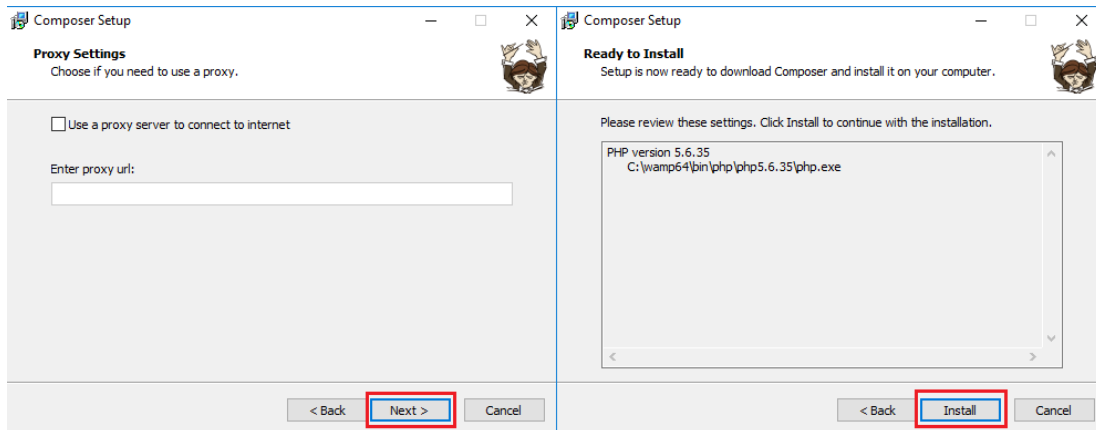 Composer Setup
Proxy Settings
Choose if you need to use a proxy.
Use a proxy server to connect to internet
Enter proxy url:
< Back
Next >
Cancel
Composer Setup
Ready to Install
Setup is now ready to download Composer and install it on your computer.
Please review these settings. Click Install to continue with the installation.
PHP version 5.6.35
C:\wamp64\bin\php\php5.6.35\php.exe
< Back
Install
Cancel